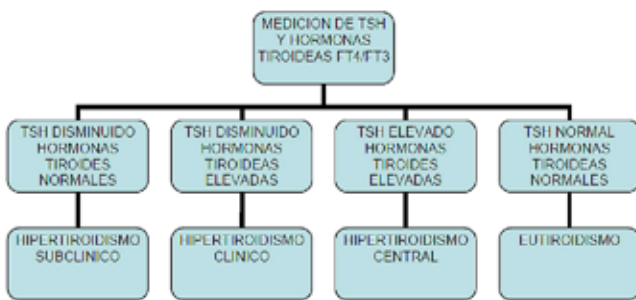 MEDICION DE TSH
Y HORMONAS
TIROIDEAS FT4/FT3
TSH DISMINUIDO
HORMONAS
TIROIDES
NORMALES
TSH DISMINUIDO
HORMONAS
TIROIDEAS
ELEVADAS
TSH ELEVADO
HORMONAS
TIROIDES
ELEVADAS
TSH NORMAL
HORMONAS
TIROIDEAS
NORMALES
HIPERTIROIDISMO
SUBCLINICO
HIPERTIROIDISMO
CLINICO
HIPERTIROIDISMO
CENTRAL
EUTIROIDISMO